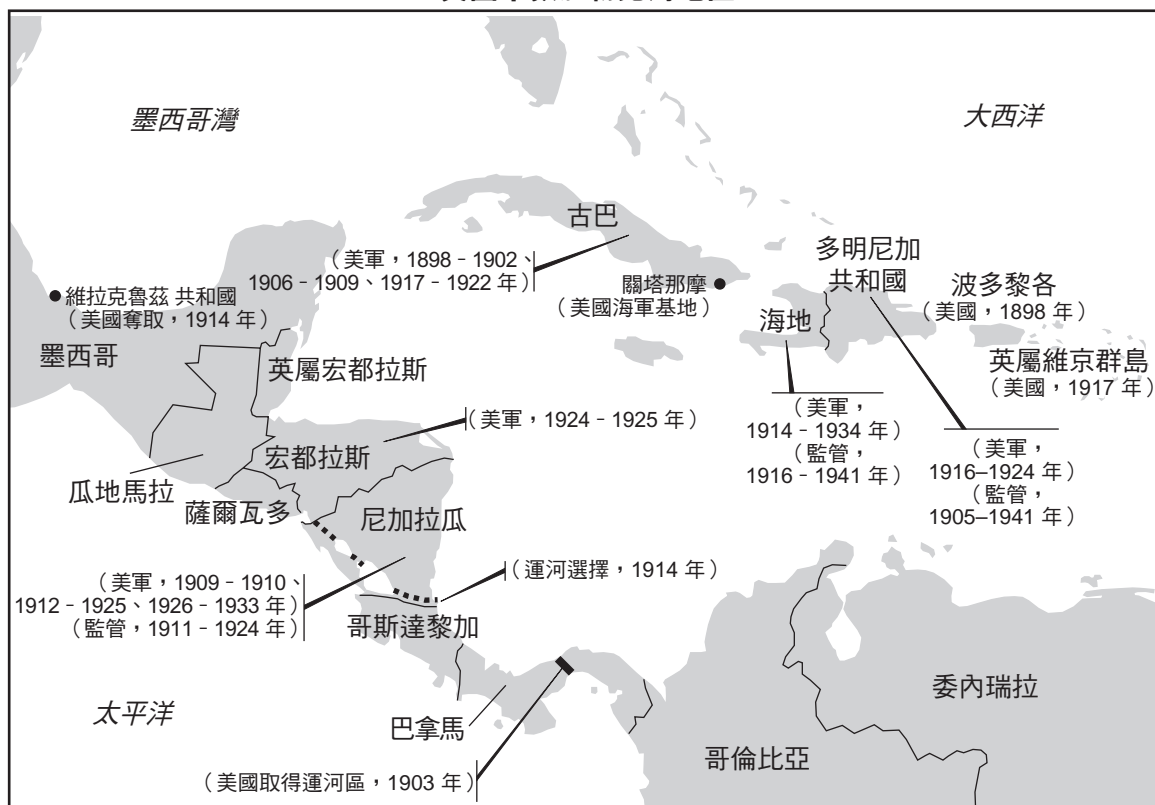 墨西哥灣
大西洋
古巴
（美軍，1898﹣1902、
1906﹣1909、1917﹣1922 年）
關塔那摩
（美國海軍基地）
多明尼加
共和國
波多黎各
（美國，1898 年）
維拉克魯茲 共和國
（美國奪取，1914 年）
海地
墨西哥
英屬宏都拉斯
英屬維京群島
（美國，1917 年）
（美軍，
1914﹣1934 年）
（監管，
1916﹣1941 年）
（美軍，1924﹣1925 年）
（美軍，
1916–1924 年）
（監管，
1905–1941 年）
宏都拉斯
瓜地馬拉
薩爾瓦多
尼加拉瓜
（運河選擇，1914 年）
（美軍，1909﹣1910、
1912﹣1925、1926﹣1933 年）
（監管，1911﹣1924 年）
哥斯達黎加
委內瑞拉
太平洋
巴拿馬
哥倫比亞
（美國取得運河區，1903 年）